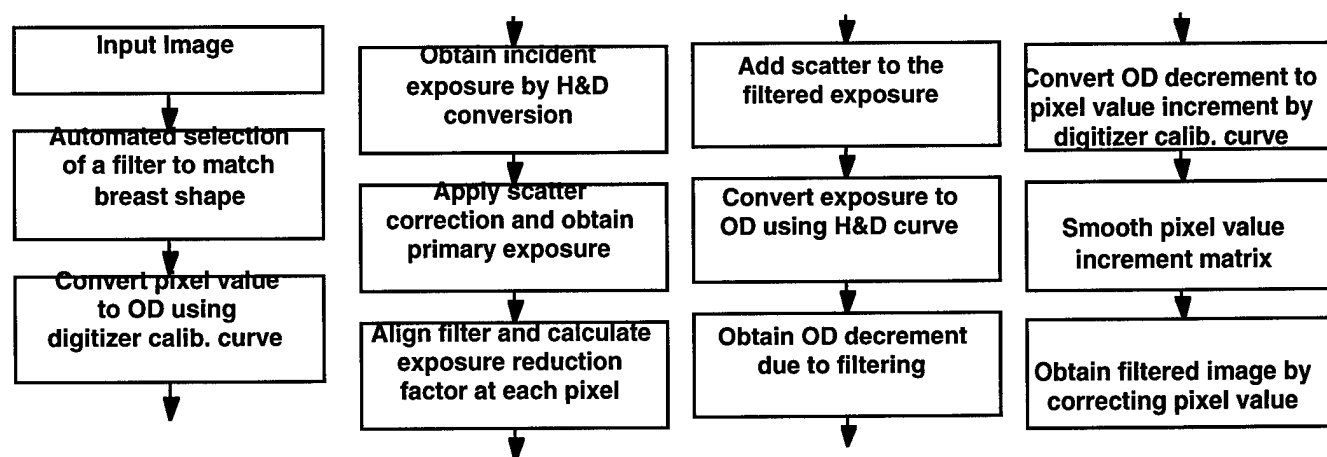 Input Image
Automated selection
of a filter to match
breast shape
Convert pixel value
to OD using
digitizer calib. curve
Obtain incident
exposure by H&D
conversion
Apply scatter
correction and obtain
primary exposure
Align filter and calculate
exposure reduction
factor at each pixel
Add scatter to the
filtered exposure
Convert exposure to
OD using H&D curve
Obtain OD decrement
due to filtering
Convert OD decrement to
pixel value increment by
digitizer calib. curve
Smooth pixel value
increment matrix
Obtain filtered image by
correcting pixel value